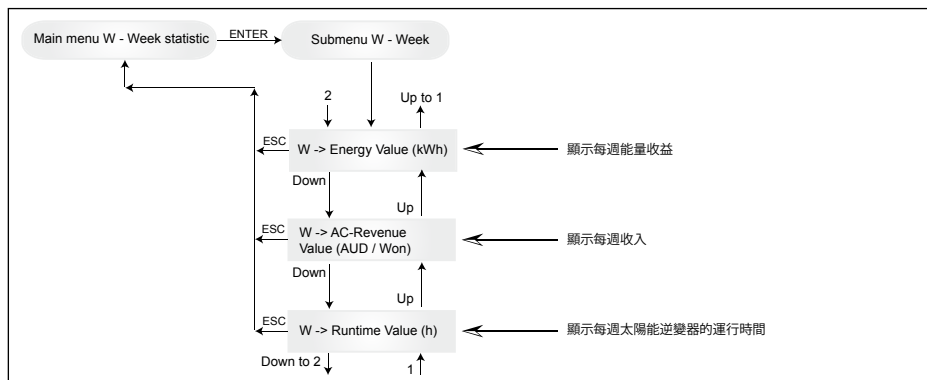 Main menu W - Week statistic
ENTER
Submenu W - Week
2
Up to 1
ESC
W -> Energy Value (kWh)
顯示每週能量收益
Down
Up
ESC
W -> AC-Revenue
Value (AUD / Won)
顯示每週收入
Down
Up
ESC
W -> Runtime Value (h)
顯示每週太陽能逆變器的運行時間
Down to 2
1